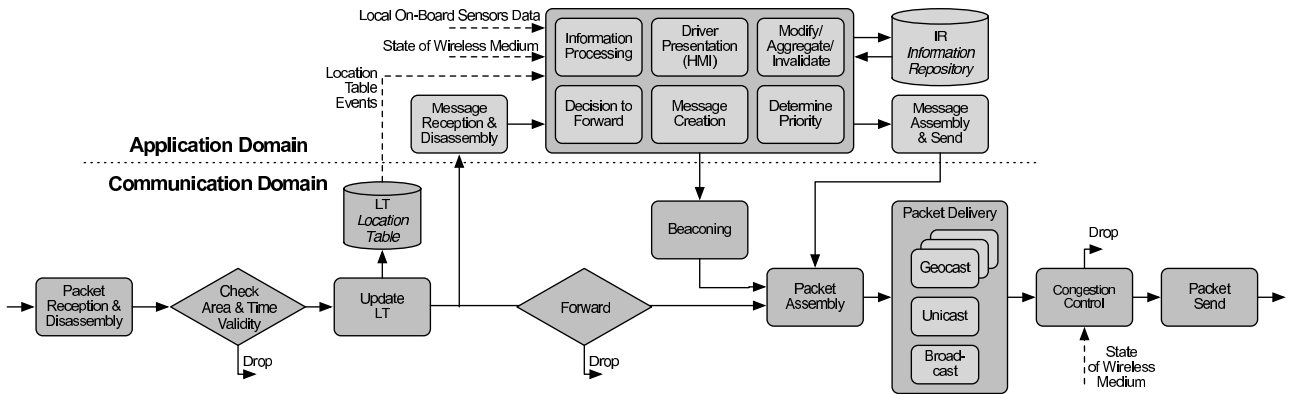 Local On-Board Sensors Data
State of Wireless Medium
Location
Table
Events
Information
Processing
Driver
Presentation
(HMI)
Modify/
Aggregate/
Invalidate
IR
Information
Repository
Decision to
Forward
Message
Creation
Determine
Priority
Message
Reception &
Disassembly
Message
Assembly
& Send
Application Domain
Communication Domain
LT
Location
Table
Beaconing
Packet Delivery
Geocast
Unicast
Broad-
cast
Packet
Reception &
Disassembly
Check
Area & Time
Validity
Drop
Update
LT
Forward
Drop
Packet
Assembly
Drop
Congestion
Control
State
of Wireless
Medium
Packet
Send